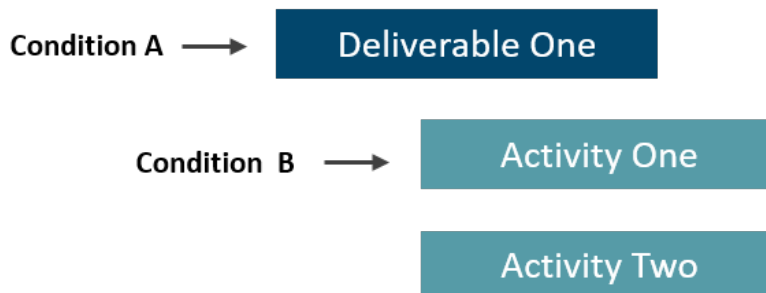 Condition A
Deliverable One
Condition B
Activity One
Activity Two